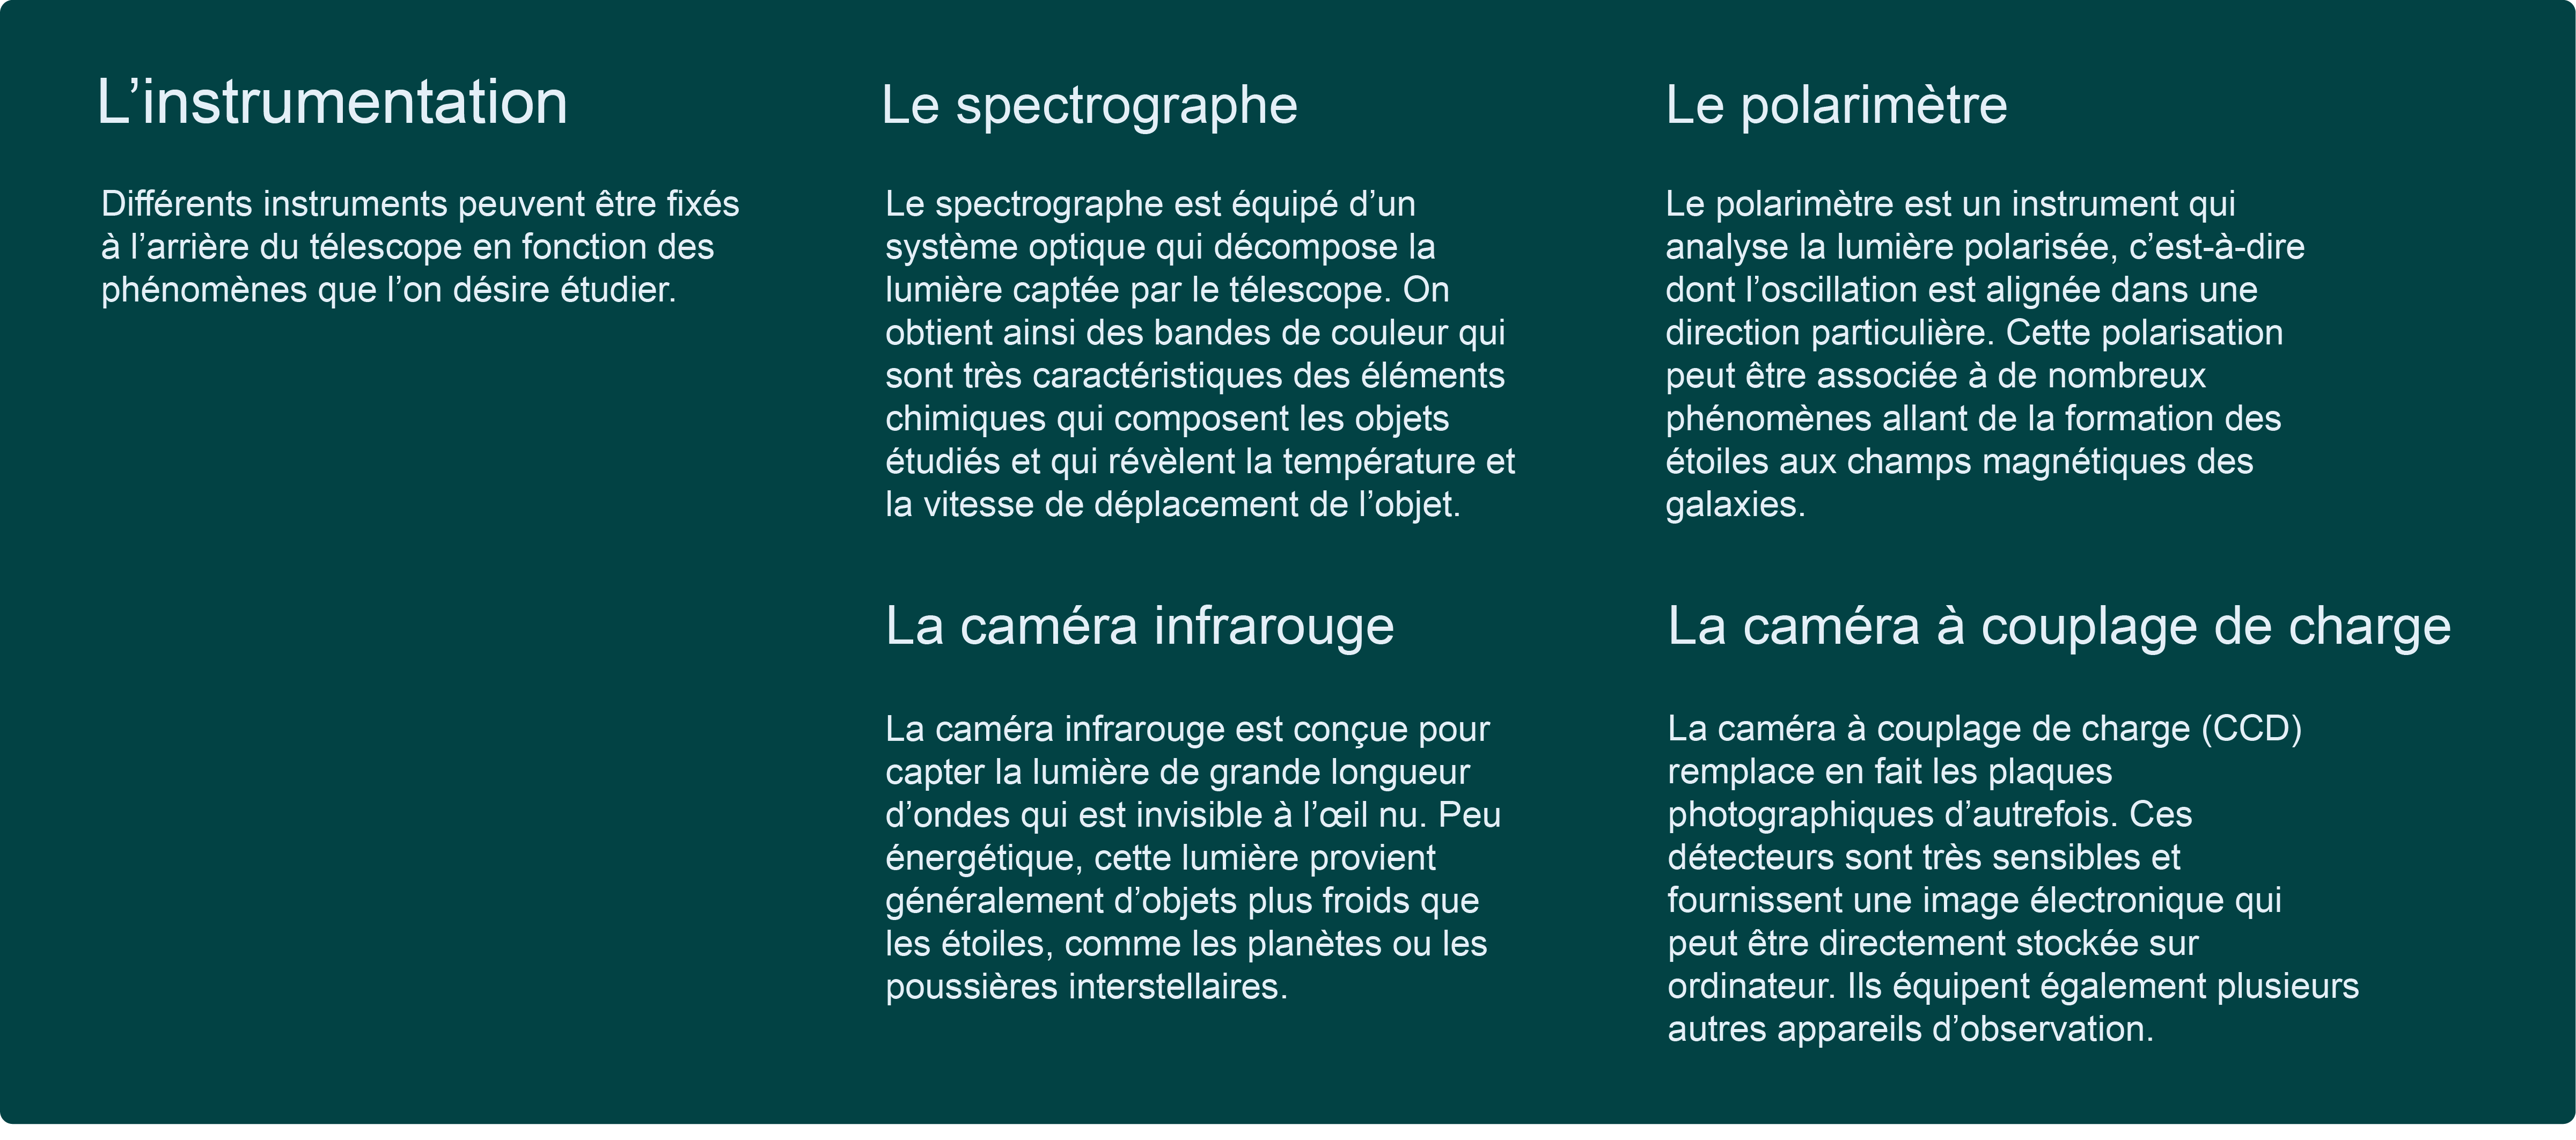 L’instrumentation
Différents instruments peuvent être fixés
à l’arrière du télescope en fonction des
phénomènes que l’on désire étudier.
Le spectrographe
Le spectrographe est équipé d’un
système optique qui décompose la
lumière captée par le télescope. On
obtient ainsi des bandes de couleur qui
sont très caractéristiques des éléments
chimiques qui composent les objets
étudiés et qui révèlent la température et
la vitesse de déplacement de l’objet.
Le polarimètre
Le polarimètre est un instrument qui
analyse la lumière polarisée, c’est-à-dire
dont l’oscillation est alignée dans une
direction particulière. Cette polarisation
peut être associée à de nombreux
phénomènes allant de la formation des
étoiles aux champs magnétiques des
galaxies.
La caméra infrarouge
La caméra infrarouge est conçue pour
capter la lumière de grande longueur
d’ondes qui est invisible à l’œil nu. Peu
énergétique, cette lumière provient
généralement d’objets plus froids que
les étoiles, comme les planètes ou les
poussières interstellaires.
La caméra à couplage de charge
La caméra à couplage de charge (CCD)
remplace en fait les plaques
photographiques d’autrefois. Ces
détecteurs sont très sensibles et
fournissent une image électronique qui
peut être directement stockée sur
ordinateur. Ils équipent également plusieurs
autres appareils d’observation.